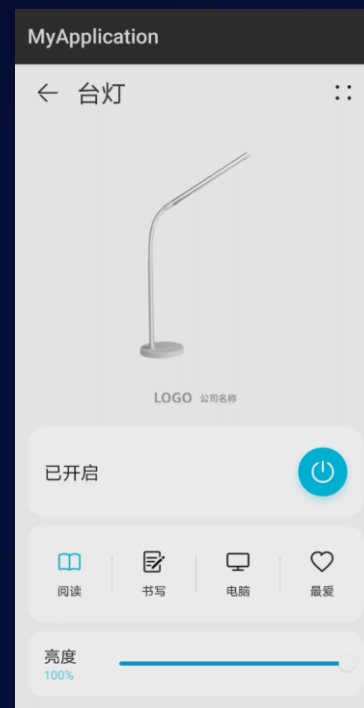 MyApplication
台灯
LOGO 公司名称
已开启
阅读 书写 电脑 最爱
亮度
100%